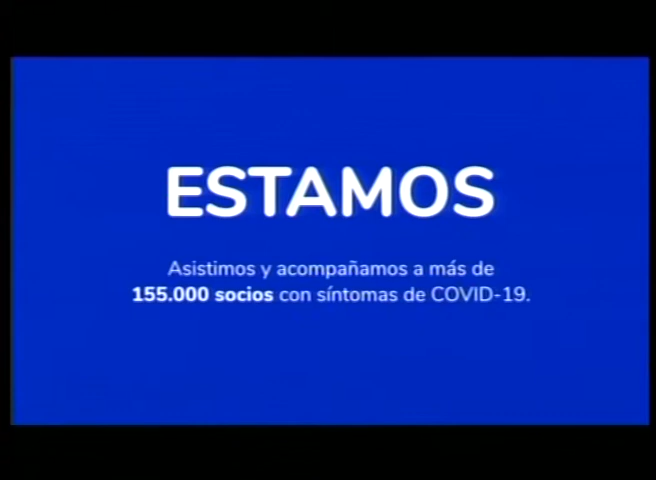 ESTAMOS
Asistimos y acompañamos a más de
155.000 socios con síntomas de COVID-19.